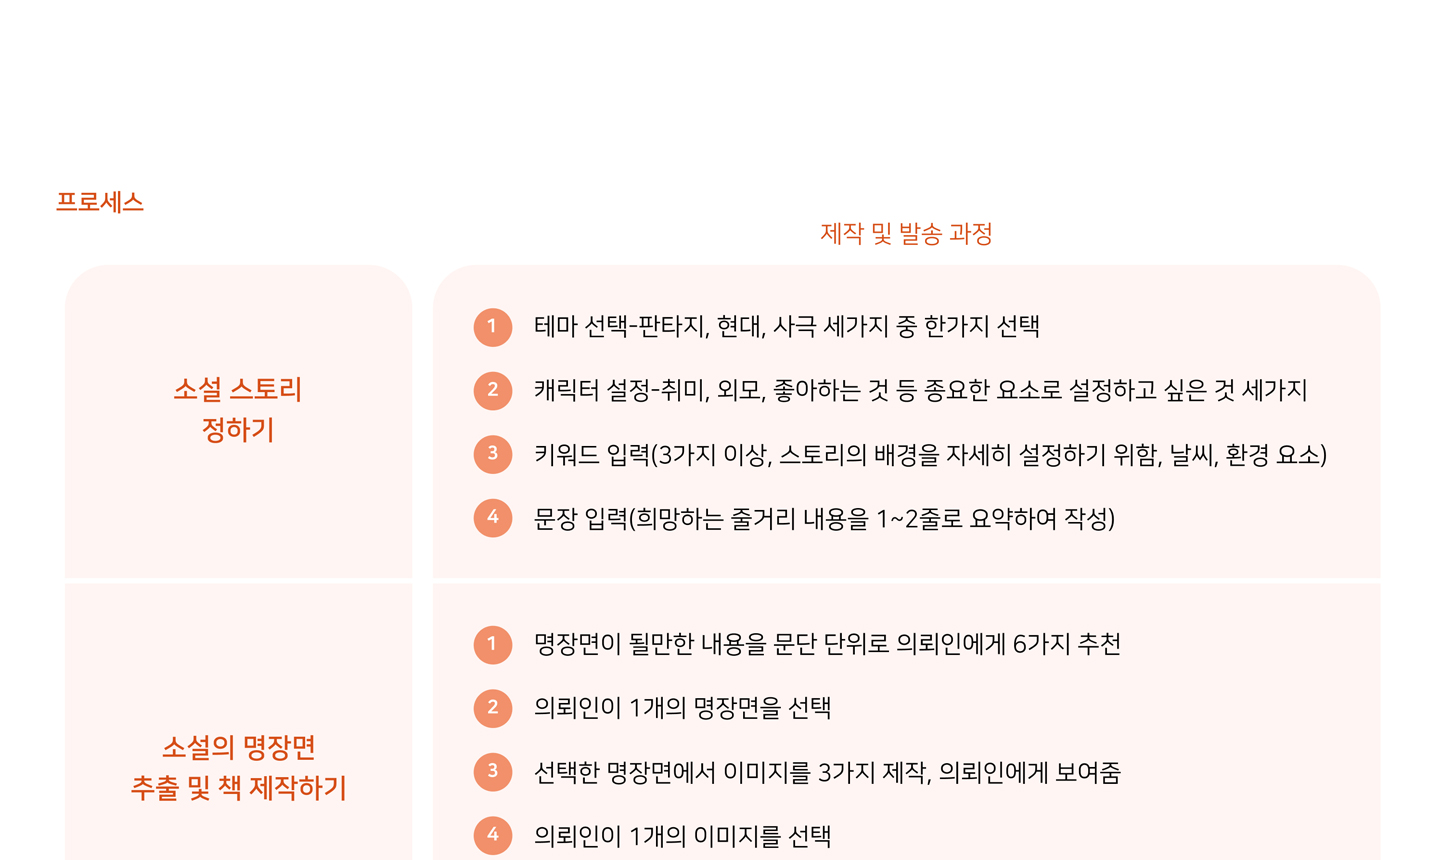 프로세스
제작 및 발송 과정
소설 스토리
정하기
1 테마 선택-판타지, 현대, 사극 세가지 중 한가지 선택
2 캐릭터 설정-취미, 외모, 좋아하는 것 등 중요한 요소로 설정하고 싶은 것 세가지
3 키워드 입력(3가지 이상, 스토리의 배경을 자세히 설정하기 위함, 날씨, 환경 요소)
4 문장 입력(희망하는 줄거리 내용을 1~2줄로 요약하여 작성)
소설의 명장면
추출 및 책 제작하기
1 명장면이 될만한 내용을 문단 단위로 의뢰인에게 6가지 추천
2 의뢰인이 1개의 명장면을 선택
3 선택한 명장면에서 이미지를 3가지 제작, 의뢰인에게 보여줌
4 의뢰인이 1개의 이미지를 선택